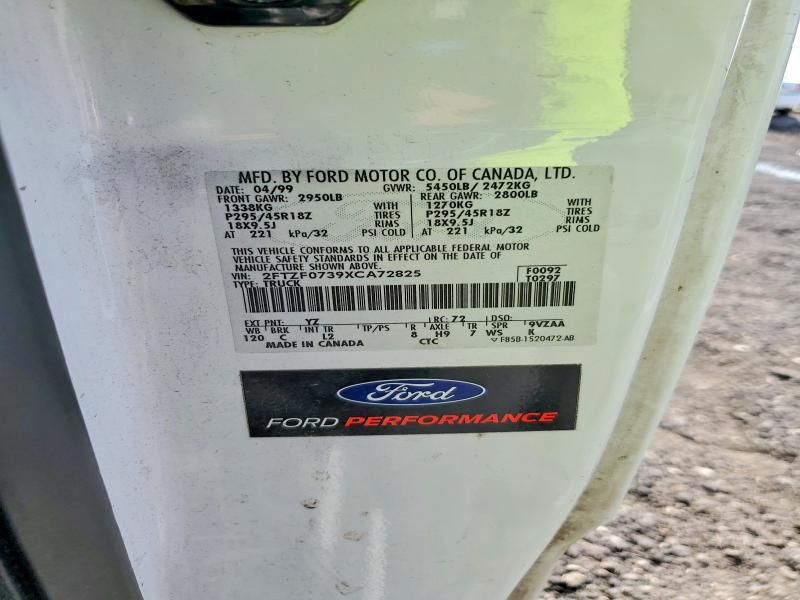 MFD. BY FORD MOTOR CO. OF CANADA, LTD.
DATE: 04/99 GVWR: 5450LB/ 2472KG
FRONT GAWR: 2950LB REAR GAWR: 2800LB
1338KG WITH 1270KG WITH
P295/45R18Z TIRES P295/45R18Z TIRES
18X9.5J RIMS 18X9.5J RIMS
AT 221 kPa/32 PSI COLD AT 221 kPa/32 PSI COLD
THIS VEHICLE CONFORMS TO ALL APPLICABLE FEDERAL MOTOR
VEHICLE SAFETY STANDARDS IN EFFECT ON THE DATE OF
MANUFACTURE SHOWN ABOVE.
VIN: 2FTZF0739XCA72825 F0092
TYPE: TRUCK T0297
EXT PNT: YZ RC: 72 DSO:
WB BRK INT TR TP/PS R AXLE TR SPR 9VZAA
120 C L2 8 H9 7 WS K
MADE IN CANADA CTC F85B-1520472-AB
Ford
FORD PERFORMANCE